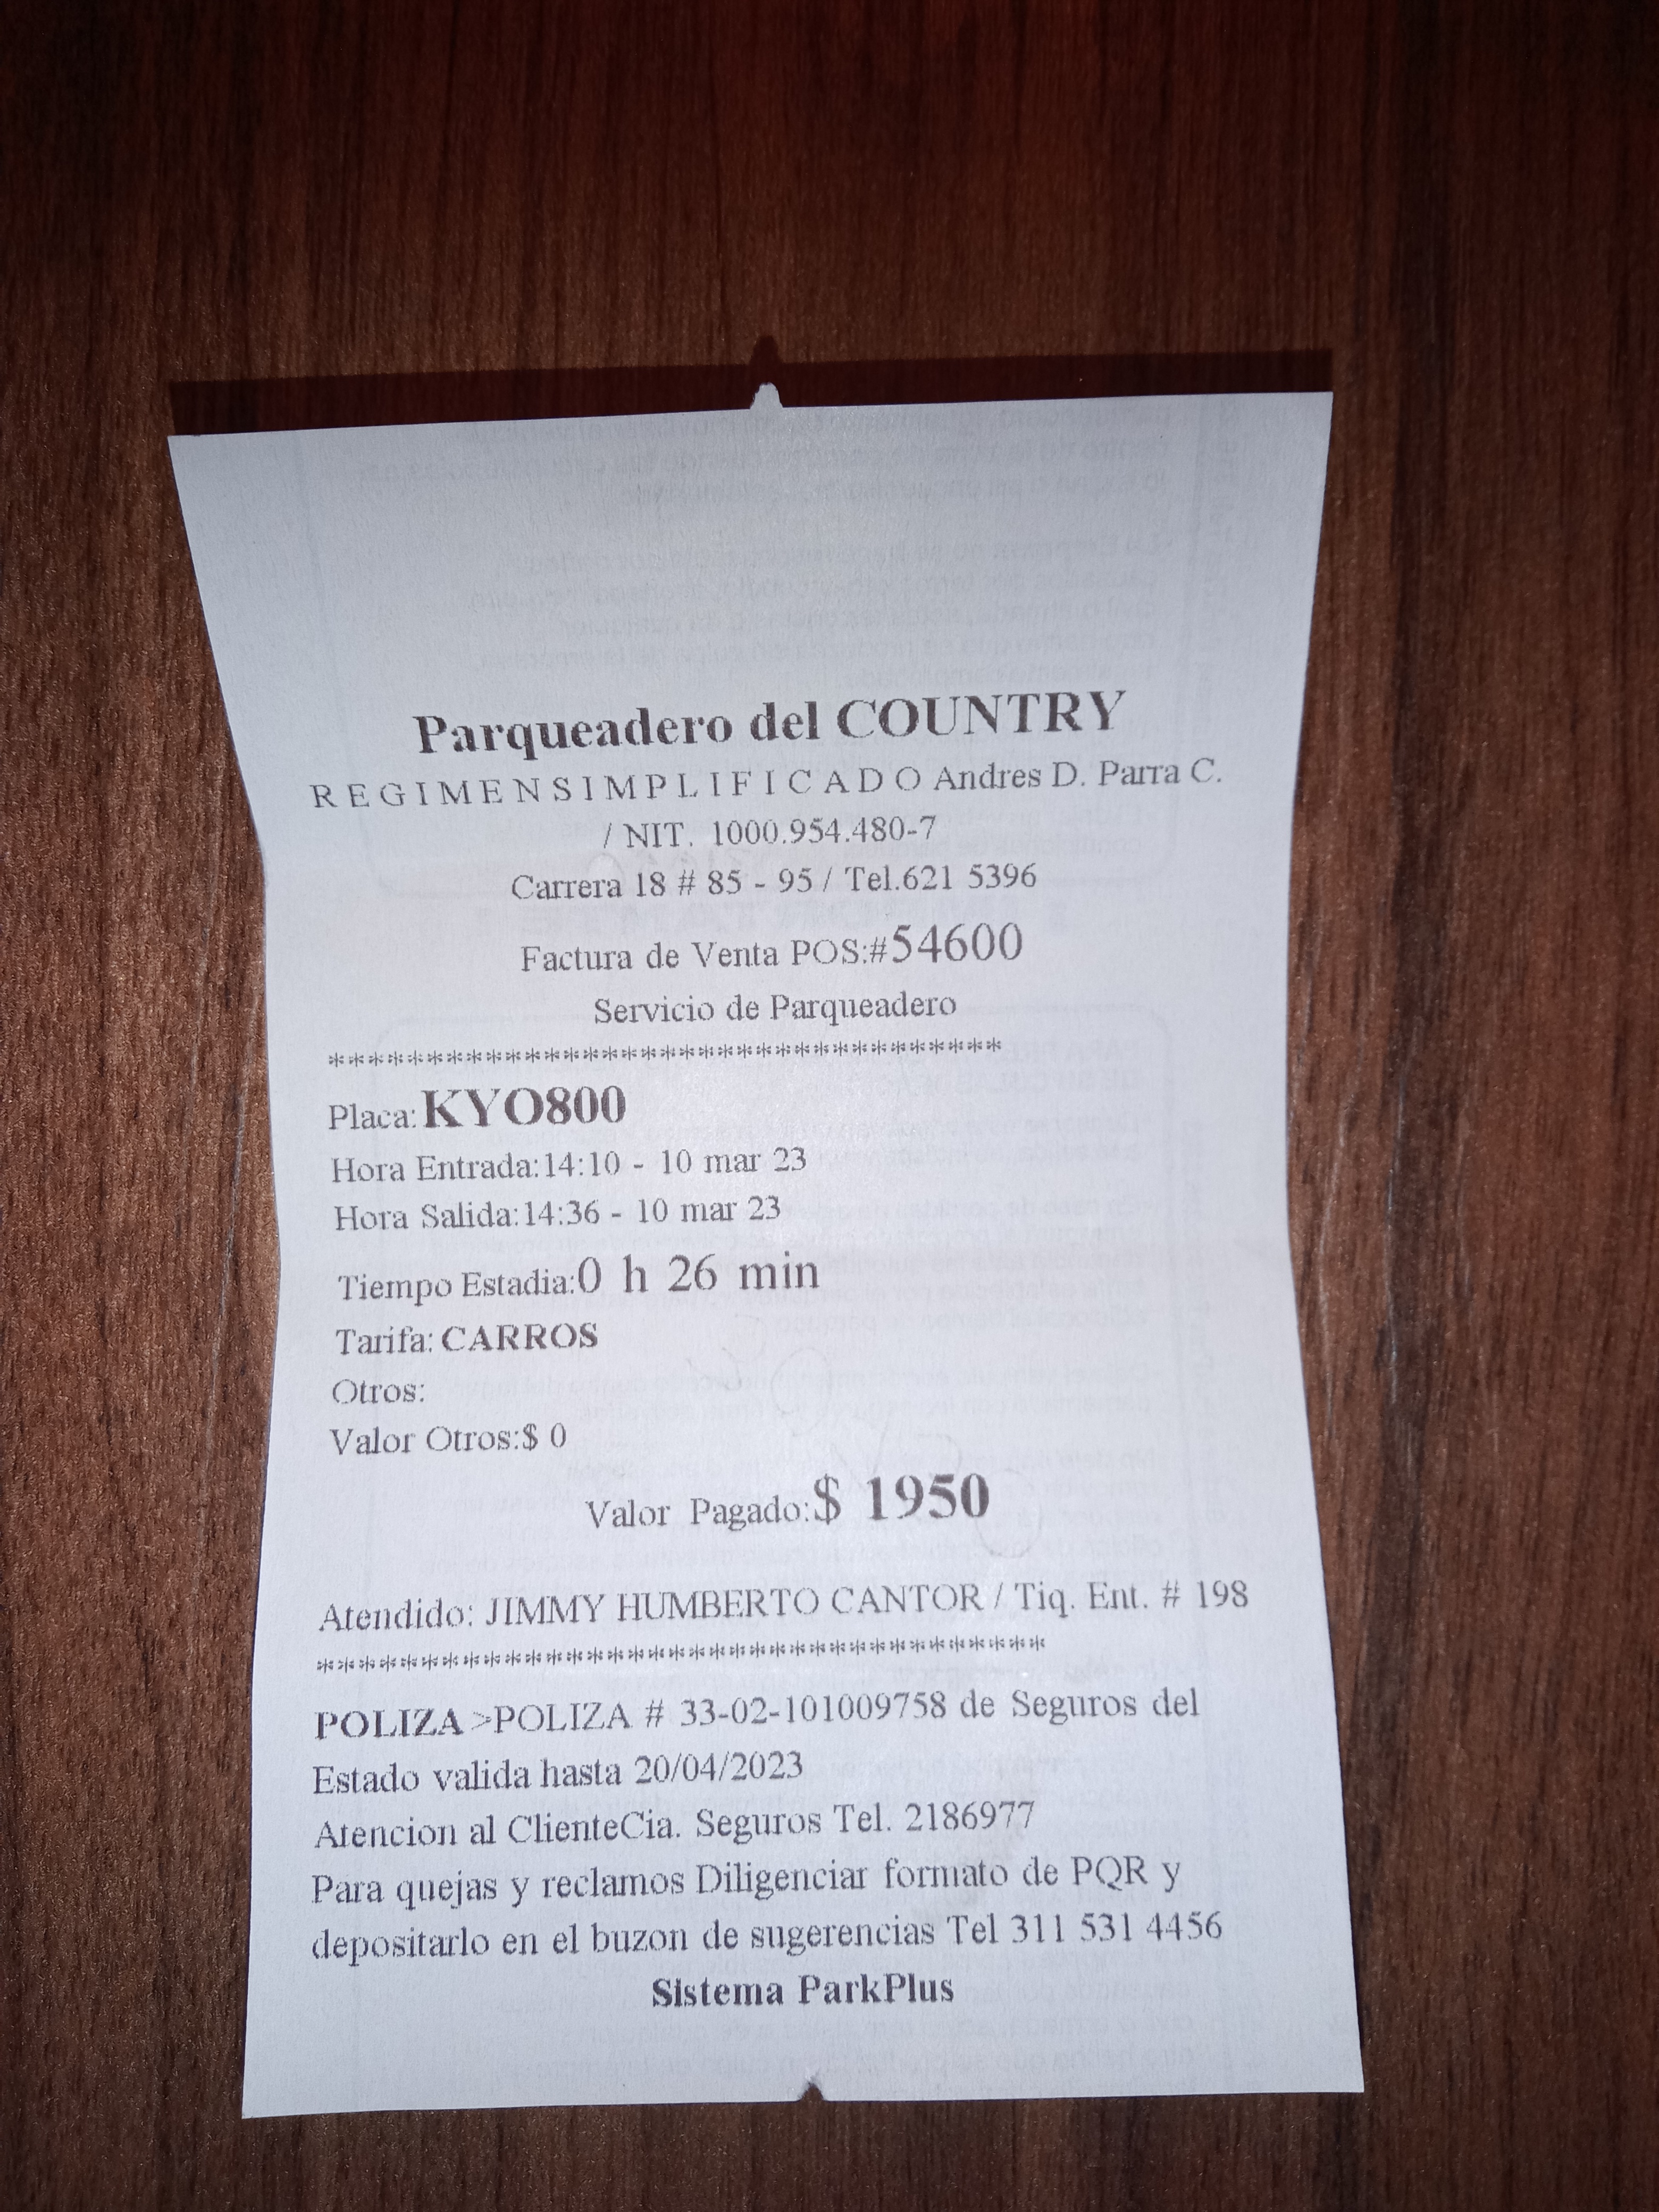 Parqueadero del COUNTRY
R E G I M E N S I M P L I F I C A D O Andres D. Parra C.
/ NIT. 1000.954.480-7
Carrera 18 # 85 - 95 / Tel.621 5396
Factura de Venta POS:#54600
Servicio de Parqueadero
**********************************
Placa:KYO800
Hora Entrada:14:10 - 10 mar 23
Hora Salida:14:36 - 10 mar 23
Tiempo Estadia:0 h 26 min
Tarifa: CARROS
Otros:
Valor Otros:$ 0
Valor Pagado:$ 1950
Atendido: JIMMY HUMBERTO CANTOR / Tiq. Ent. # 198
***********************************
POLIZA >POLIZA # 33-02-101009758 de Seguros del
Estado valida hasta 20/04/2023
Atencion al ClienteCia. Seguros Tel. 2186977
Para quejas y reclamos Diligenciar formato de PQR y
depositarlo en el buzon de sugerencias Tel 311 531 4456
Sistema ParkPlus